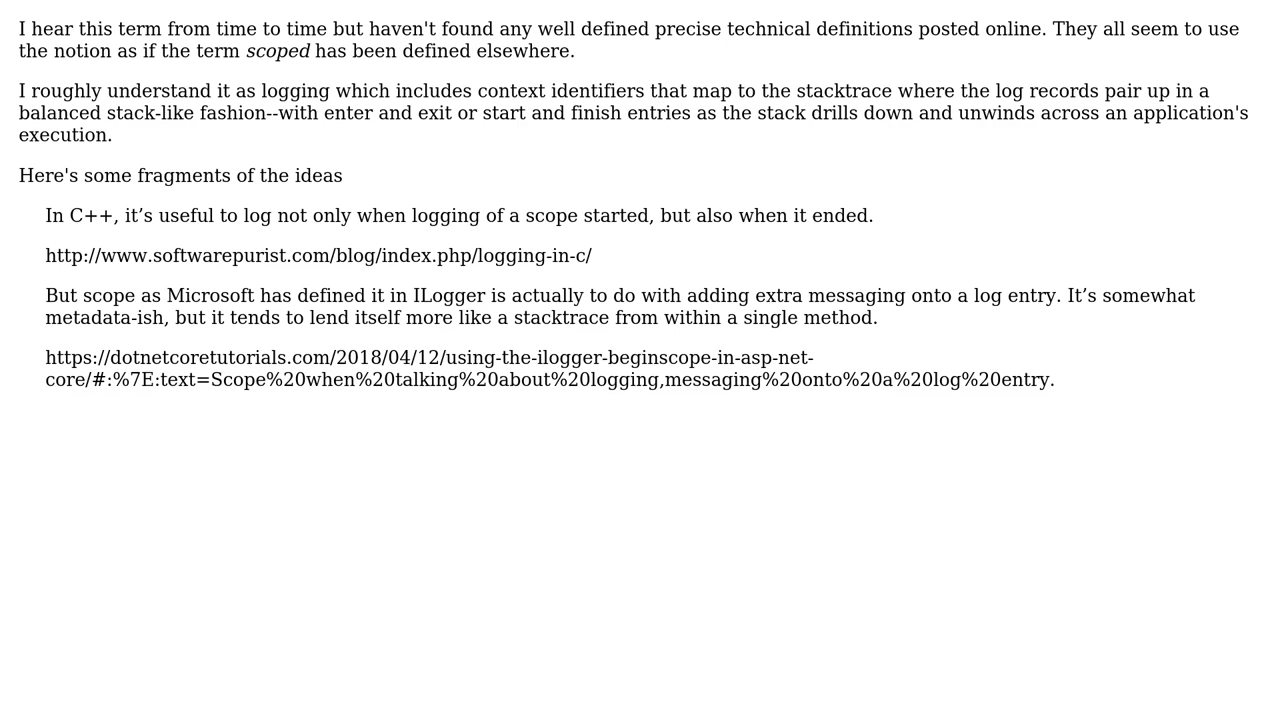 I hear this term from time to time but haven't found any well defined precise technical definitions posted online. They all seem to use
the notion as if the term scoped has been defined elsewhere.
I roughly understand it as logging which includes context identifiers that map to the stacktrace where the log records pair up in a
balanced stack-like fashion--with enter and exit or start and finish entries as the stack drills down and unwinds across an application's
execution.
Here's some fragments of the ideas
In C++, it’s useful to log not only when logging of a scope started, but also when it ended.
http://www.softwarepurist.com/blog/index.php/logging-in-c/
But scope as Microsoft has defined it in ILogger is actually to do with adding extra messaging onto a log entry. It’s somewhat
metadata-ish, but it tends to lend itself more like a stacktrace from within a single method.
https://dotnetcoretutorials.com/2018/04/12/using-the-ilogger-beginscope-in-asp-net-
core/#:%7E:text=Scope%20when%20talking%20about%20logging,messaging%20onto%20a%20log%20entry.